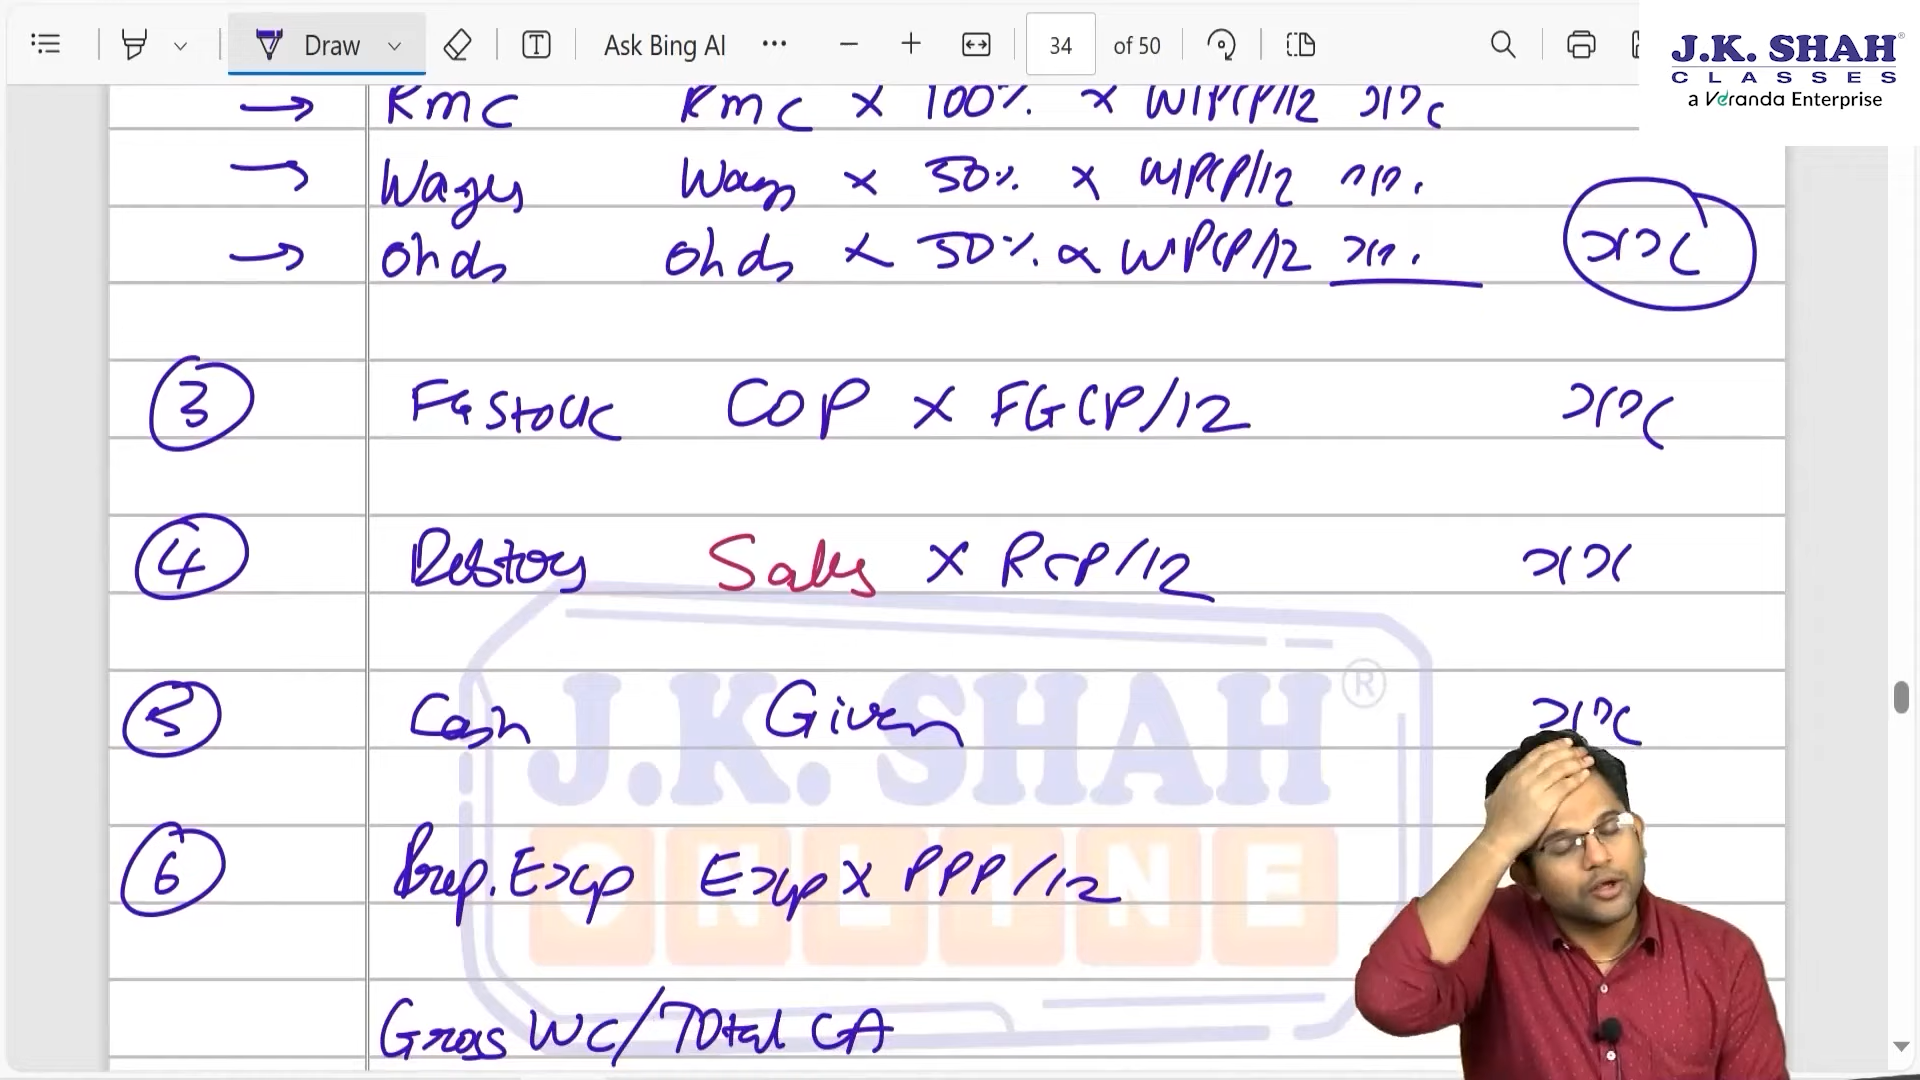 Draw
Ask Bing AI
34 of 50
J.K. SHAH®
CLASSES
a Veranda Enterprise
→ RMC RMC × 100% × WIPCP/12 xxx
→ Wages Wages × 50% × WIPCP/12 xxx
→ Ohds Ohds × 50% × WIPCP/12 xxx xxx
3 FG Stock COP × FGCP/12 xxx
4 Debtors Sales × RCP/12 xxx
5 Cash Given xxx
6 Prep. Exp Exp × PPP/12
Gross WC/Total CA
J.K. SHAH®
ONLINE